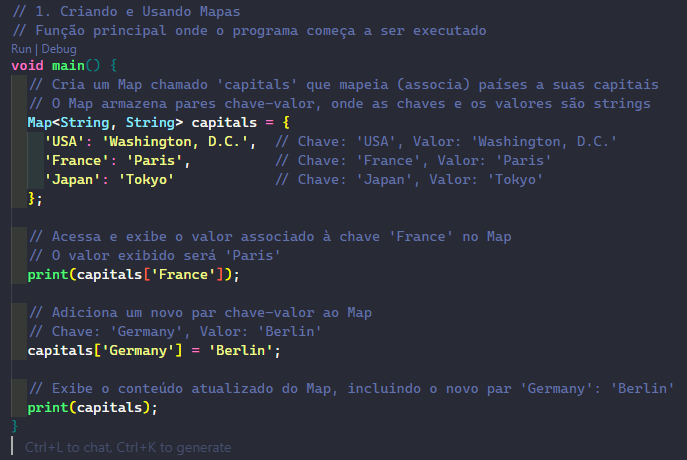 // 1. Criando e Usando Mapas
// Função principal onde o programa começa a ser executado
Run | Debug
void main() {
// Cria um Map chamado 'capitals' que mapeia (associa) países a suas capitais
// O Map armazena pares chave-valor, onde as chaves e os valores são strings
Map<String, String> capitals = {
'USA': 'Washington, D.C.', // Chave: 'USA', Valor: 'Washington, D.C.'
'France': 'Paris', // Chave: 'France', Valor: 'Paris'
'Japan': 'Tokyo' // Chave: 'Japan', Valor: 'Tokyo'
};
// Acessa e exibe o valor associado à chave 'France' no Map
// O valor exibido será 'Paris'
print(capitals['France']);
// Adiciona um novo par chave-valor ao Map
// Chave: 'Germany', Valor: 'Berlin'
capitals['Germany'] = 'Berlin';
// Exibe o conteúdo atualizado do Map, incluindo o novo par 'Germany': 'Berlin'
print(capitals);
}
Ctrl+L to chat, Ctrl+K to generate